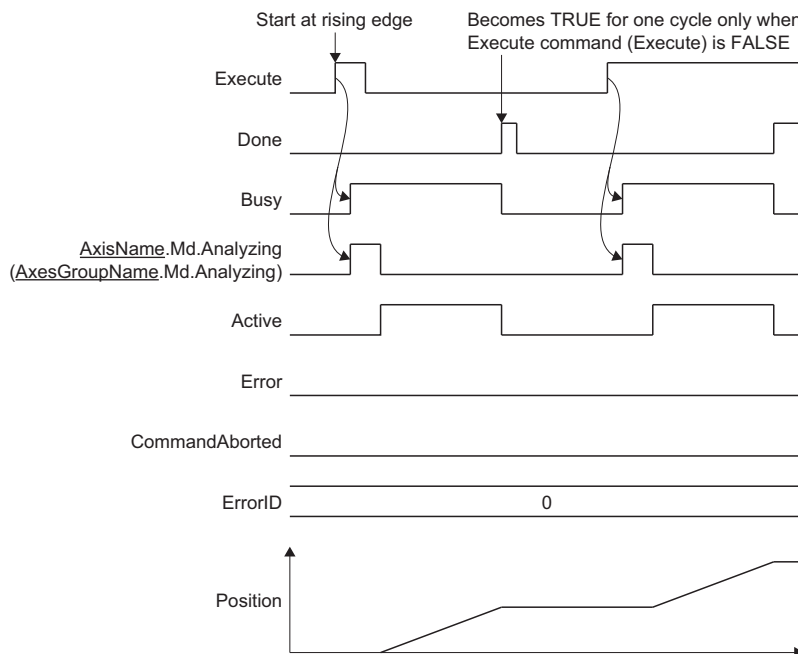 Start at rising edge
Becomes TRUE for one cycle only when
Execute command (Execute) is FALSE
Execute
Done
Busy
AxisName.Md.Analyzing
(AxesGroupName.Md.Analyzing)
Active
Error
CommandAborted
ErrorID
0
Position